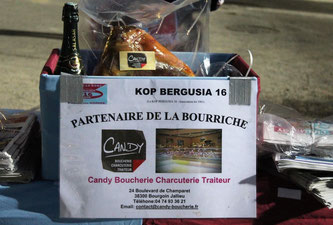 CANDY
KOP BERGUSIA 16
PARTENAIRE DE LA BOURRICHE
CANDY
BOUCHERIE
CHARCUTERIE
TRAITEUR
Candy Boucherie Charcuterie Traiteur
24 Boulevard de Champaret
38300 Bourgoin Jallieu
Téléphone:04 74 93 36 21
Email: contact@candy-boucherie.fr